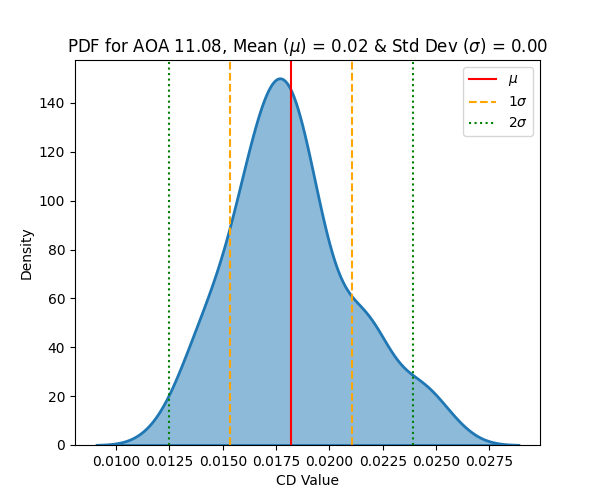 PDF for AOA 11.08, Mean (μ) = 0.02 & Std Dev (σ) = 0.00
μ
1σ
2σ
140
120
100
80
60
40
20
0
Density
0.0100 0.0125 0.0150 0.0175 0.0200 0.0225 0.0250 0.0275
CD Value